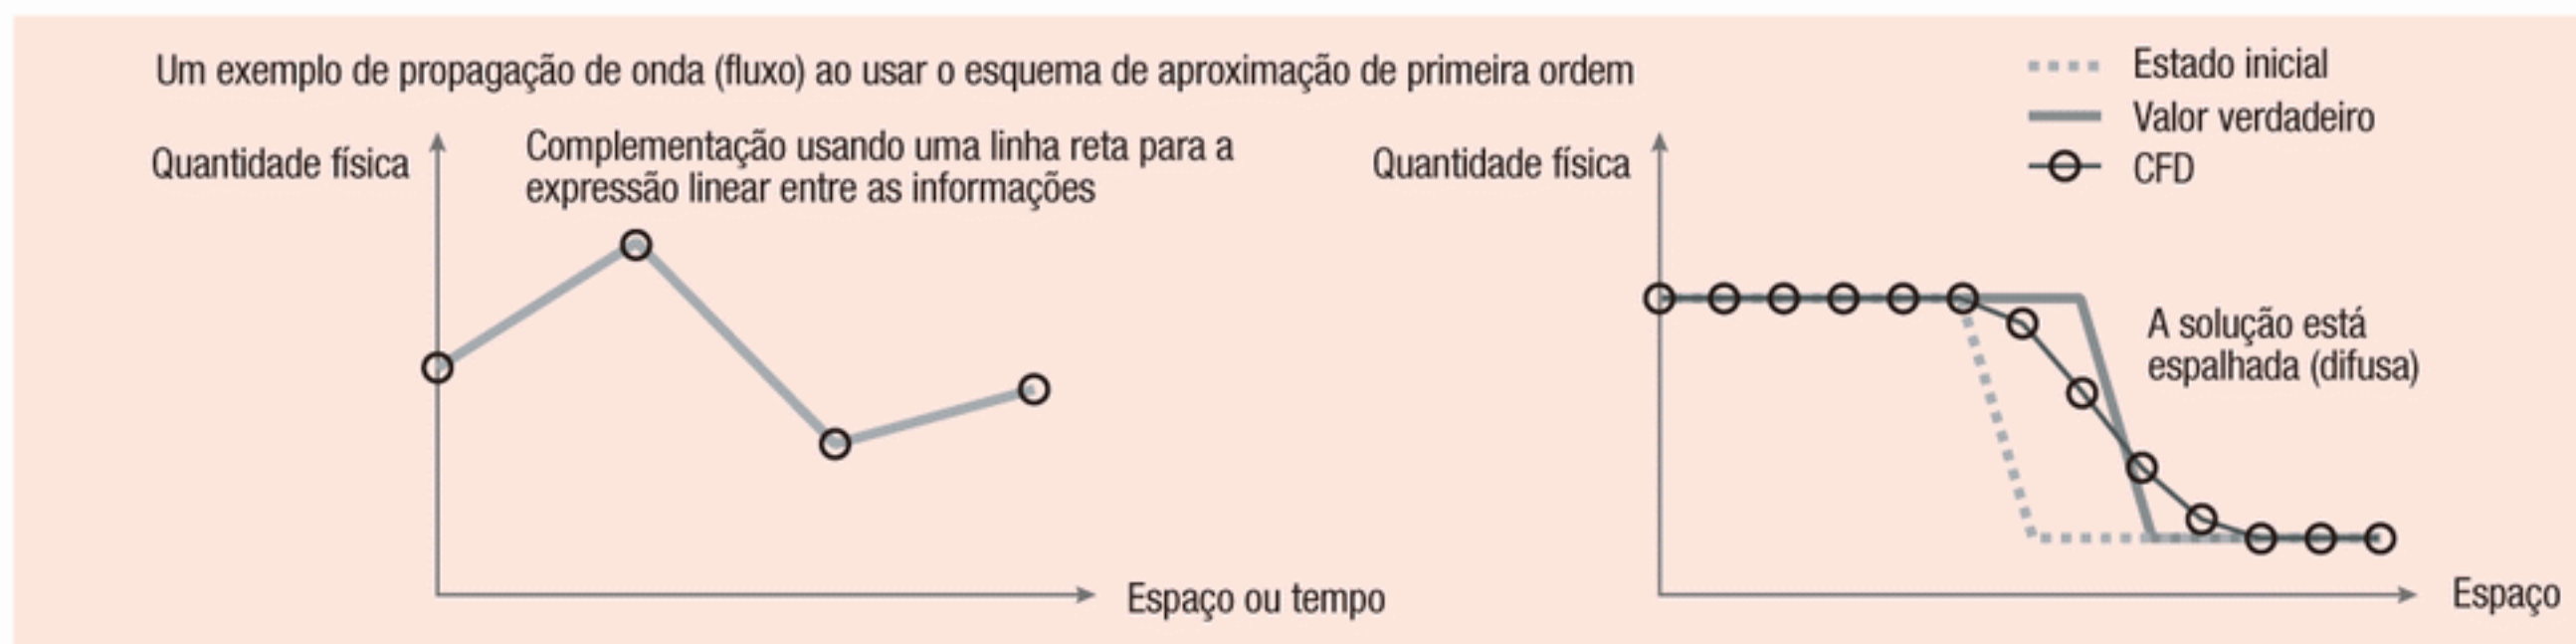 Um exemplo de propagação de onda (fluxo) ao usar o esquema de aproximação de primeira ordem
Quantidade física
Complementação usando uma linha reta para a
expressão linear entre as informações
Espaço ou tempo
Estado inicial
Valor verdadeiro
CFD
Quantidade física
A solução está
espalhada (difusa)
Espaço